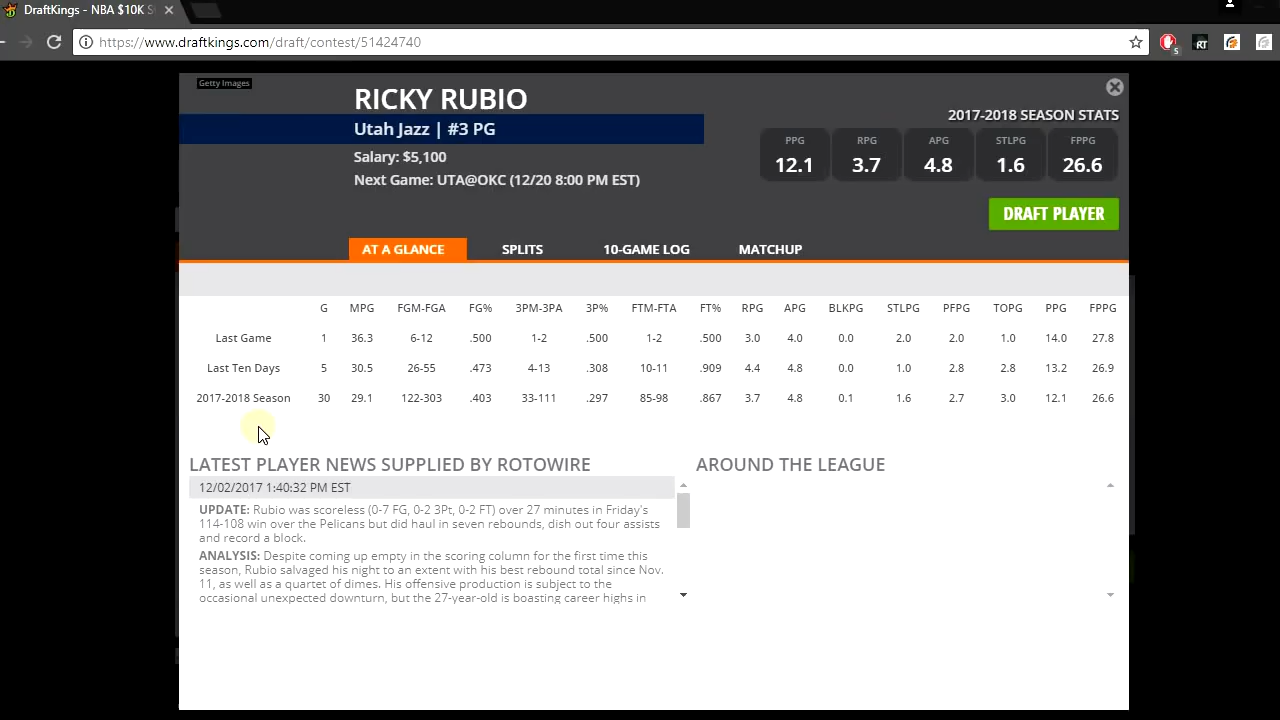 DraftKings - NBA $10K S
https://www.draftkings.com/draft/contest/51424740
5
RT
Getty Images
RICKY RUBIO
Utah Jazz | #3 PG
Salary: $5,100
Next Game: UTA@OKC (12/20 8:00 PM EST)
2017-2018 SEASON STATS
PPG RPG APG STLPG FPPG
12.1 3.7 4.8 1.6 26.6
DRAFT PLAYER
AT A GLANCE SPLITS 10-GAME LOG MATCHUP
G MPG FGM-FGA FG% 3PM-3PA 3P% FTM-FTA FT% RPG APG BLKPG STLPG PFPG TOPG PPG FPPG
Last Game 1 36.3 6-12 .500 1-2 .500 1-2 .500 3.0 4.0 0.0 2.0 2.0 1.0 14.0 27.8
Last Ten Days 5 30.5 26-55 .473 4-13 .308 10-11 .909 4.4 4.8 0.0 1.0 2.8 2.8 13.2 26.9
2017-2018 Season 30 29.1 122-303 .403 33-111 .297 85-98 .867 3.7 4.8 0.1 1.6 2.7 3.0 12.1 26.6
LATEST PLAYER NEWS SUPPLIED BY ROTOWIRE
12/02/2017 1:40:32 PM EST
UPDATE: Rubio was scoreless (0-7 FG, 0-2 3Pt, 0-2 FT) over 27 minutes in Friday's
114-108 win over the Pelicans but did haul in seven rebounds, dish out four assists
and record a block.
ANALYSIS: Despite coming up empty in the scoring column for the first time this
season, Rubio salvaged his night to an extent with his best rebound total since Nov.
11, as well as a quartet of dimes. His offensive production is subject to the
occasional unexpected downturn, but the 27-year-old is boasting career highs in
AROUND THE LEAGUE